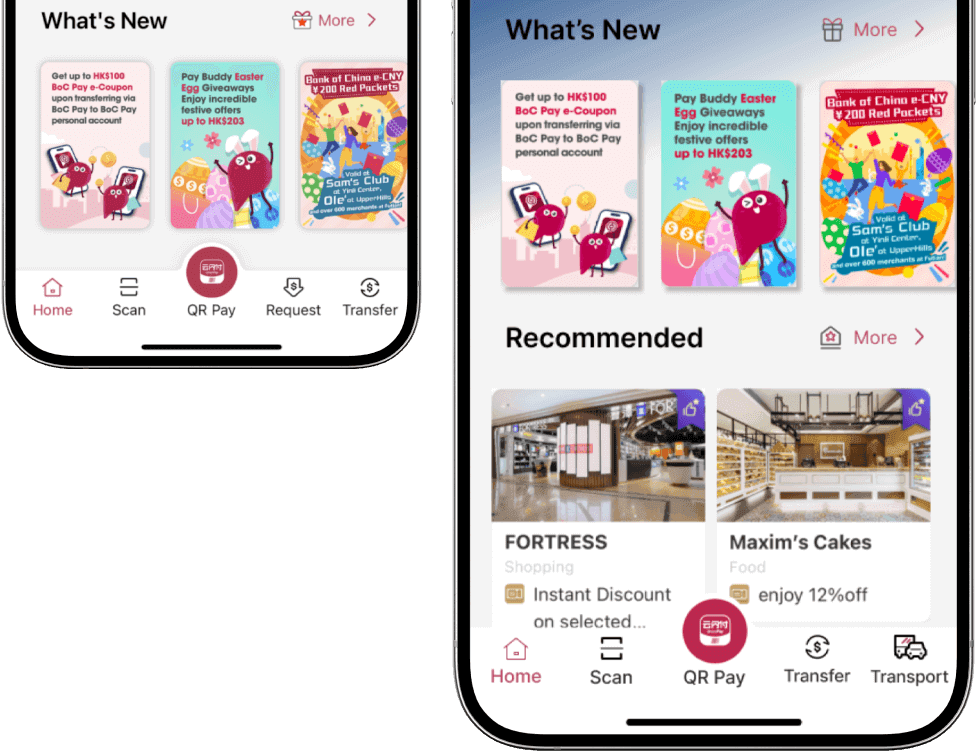 What's New
More
Get up to HK$100
BoC Pay e-Coupon
upon transferring via
BoC Pay to BoC Pay
personal account
Pay Buddy Easter
Egg Giveaways
Enjoy incredible
festive offers
up to HK$203
Bank of China e-CNY
¥200 Red Packets
Valid at
Sam's Club
at Yinli Center,
Ole' at UpperHills
and over 600 merchants at Futian!
Home
Scan
云闪付
QR Pay
Request
Transfer
What's New
More
Get up to HK$100
BoC Pay e-Coupon
upon transferring via
BoC Pay to BoC Pay
personal account
Pay Buddy Easter
Egg Giveaways
Enjoy incredible
festive offers
up to HK$203
Bank of China e-CNY
¥200 Red Packets
Valid at
Sam's Club
at Yinli Center,
Ole' at UpperHills
and over 600 merchants at Futian!
Recommended
More
FORTRESS
Shopping
Instant Discount
on selected...
Maxim's Cakes
Food
enjoy 12%off
Home
Scan
云闪付
QR Pay
Transfer
Transport